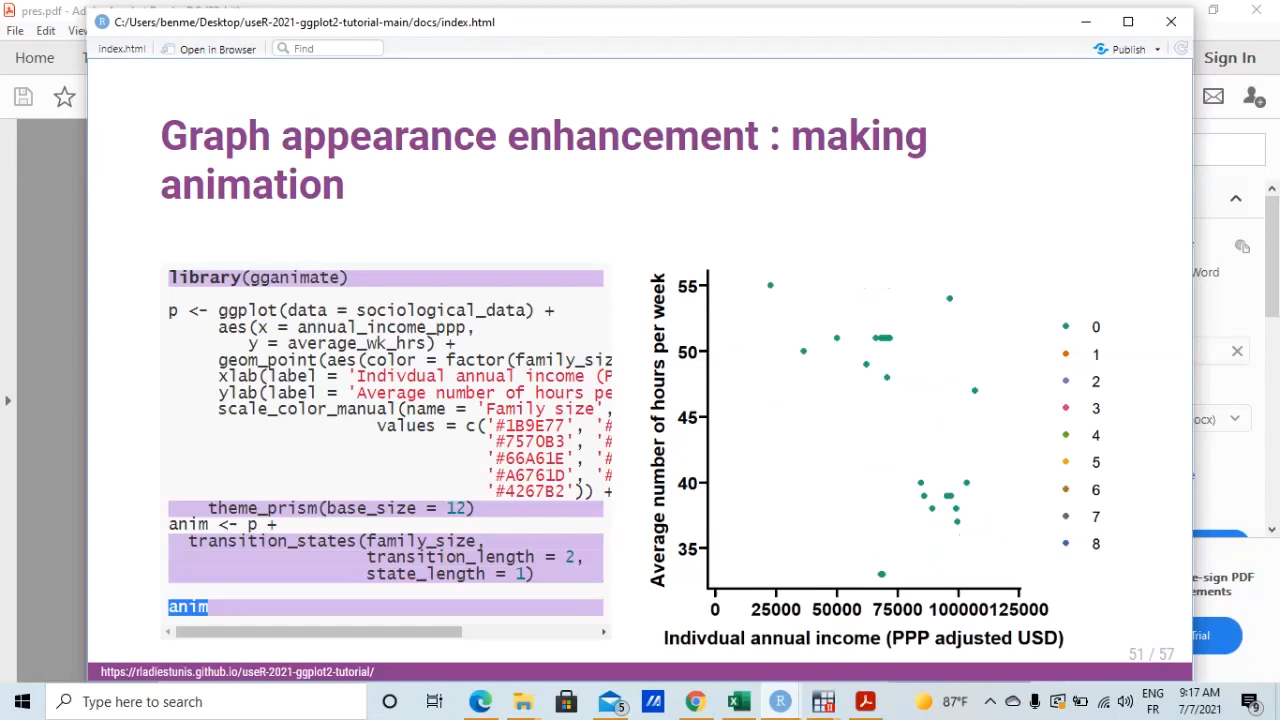 pres.pdf - Ad
C:/Users/benme/Desktop/useR-2021-ggplot2-tutorial-main/docs/index.html
File Edit Vie
index.html Open in Browser Find Publish
Home
Sign In
Graph appearance enhancement : making
animation
library(gganimate)
p <- ggplot(data = sociological_data) +
aes(x = annual_income_ppp,
y = average_wk_hrs) +
geom_point(aes(color = factor(family_siz
xlab(label = 'Indivdual annual income (P
ylab(label = 'Average number of hours pe
scale_color_manual(name = 'Family size',
values = c('#1B9E77', '#
'#7570B3', '#
'#66A61E', '#
'#A6761D', '#
'#4267B2')) +
theme_prism(base_size = 12)
anim <- p +
transition_states(family_size,
transition_length = 2,
state_length = 1)
anim
Average number of hours per week
55
50
45
40
35
0 25000 50000 75000 100000 125000
Indivdual annual income (PPP adjusted USD)
0
1
2
3
4
5
6
7
8
51 / 57
https://rladiestunis.github.io/useR-2021-ggplot2-tutorial/
Word
ocx)
e-sign PDF
ements
Trial
Type here to search
5
87°F
ENG
FR
9:17 AM
7/7/2021
9